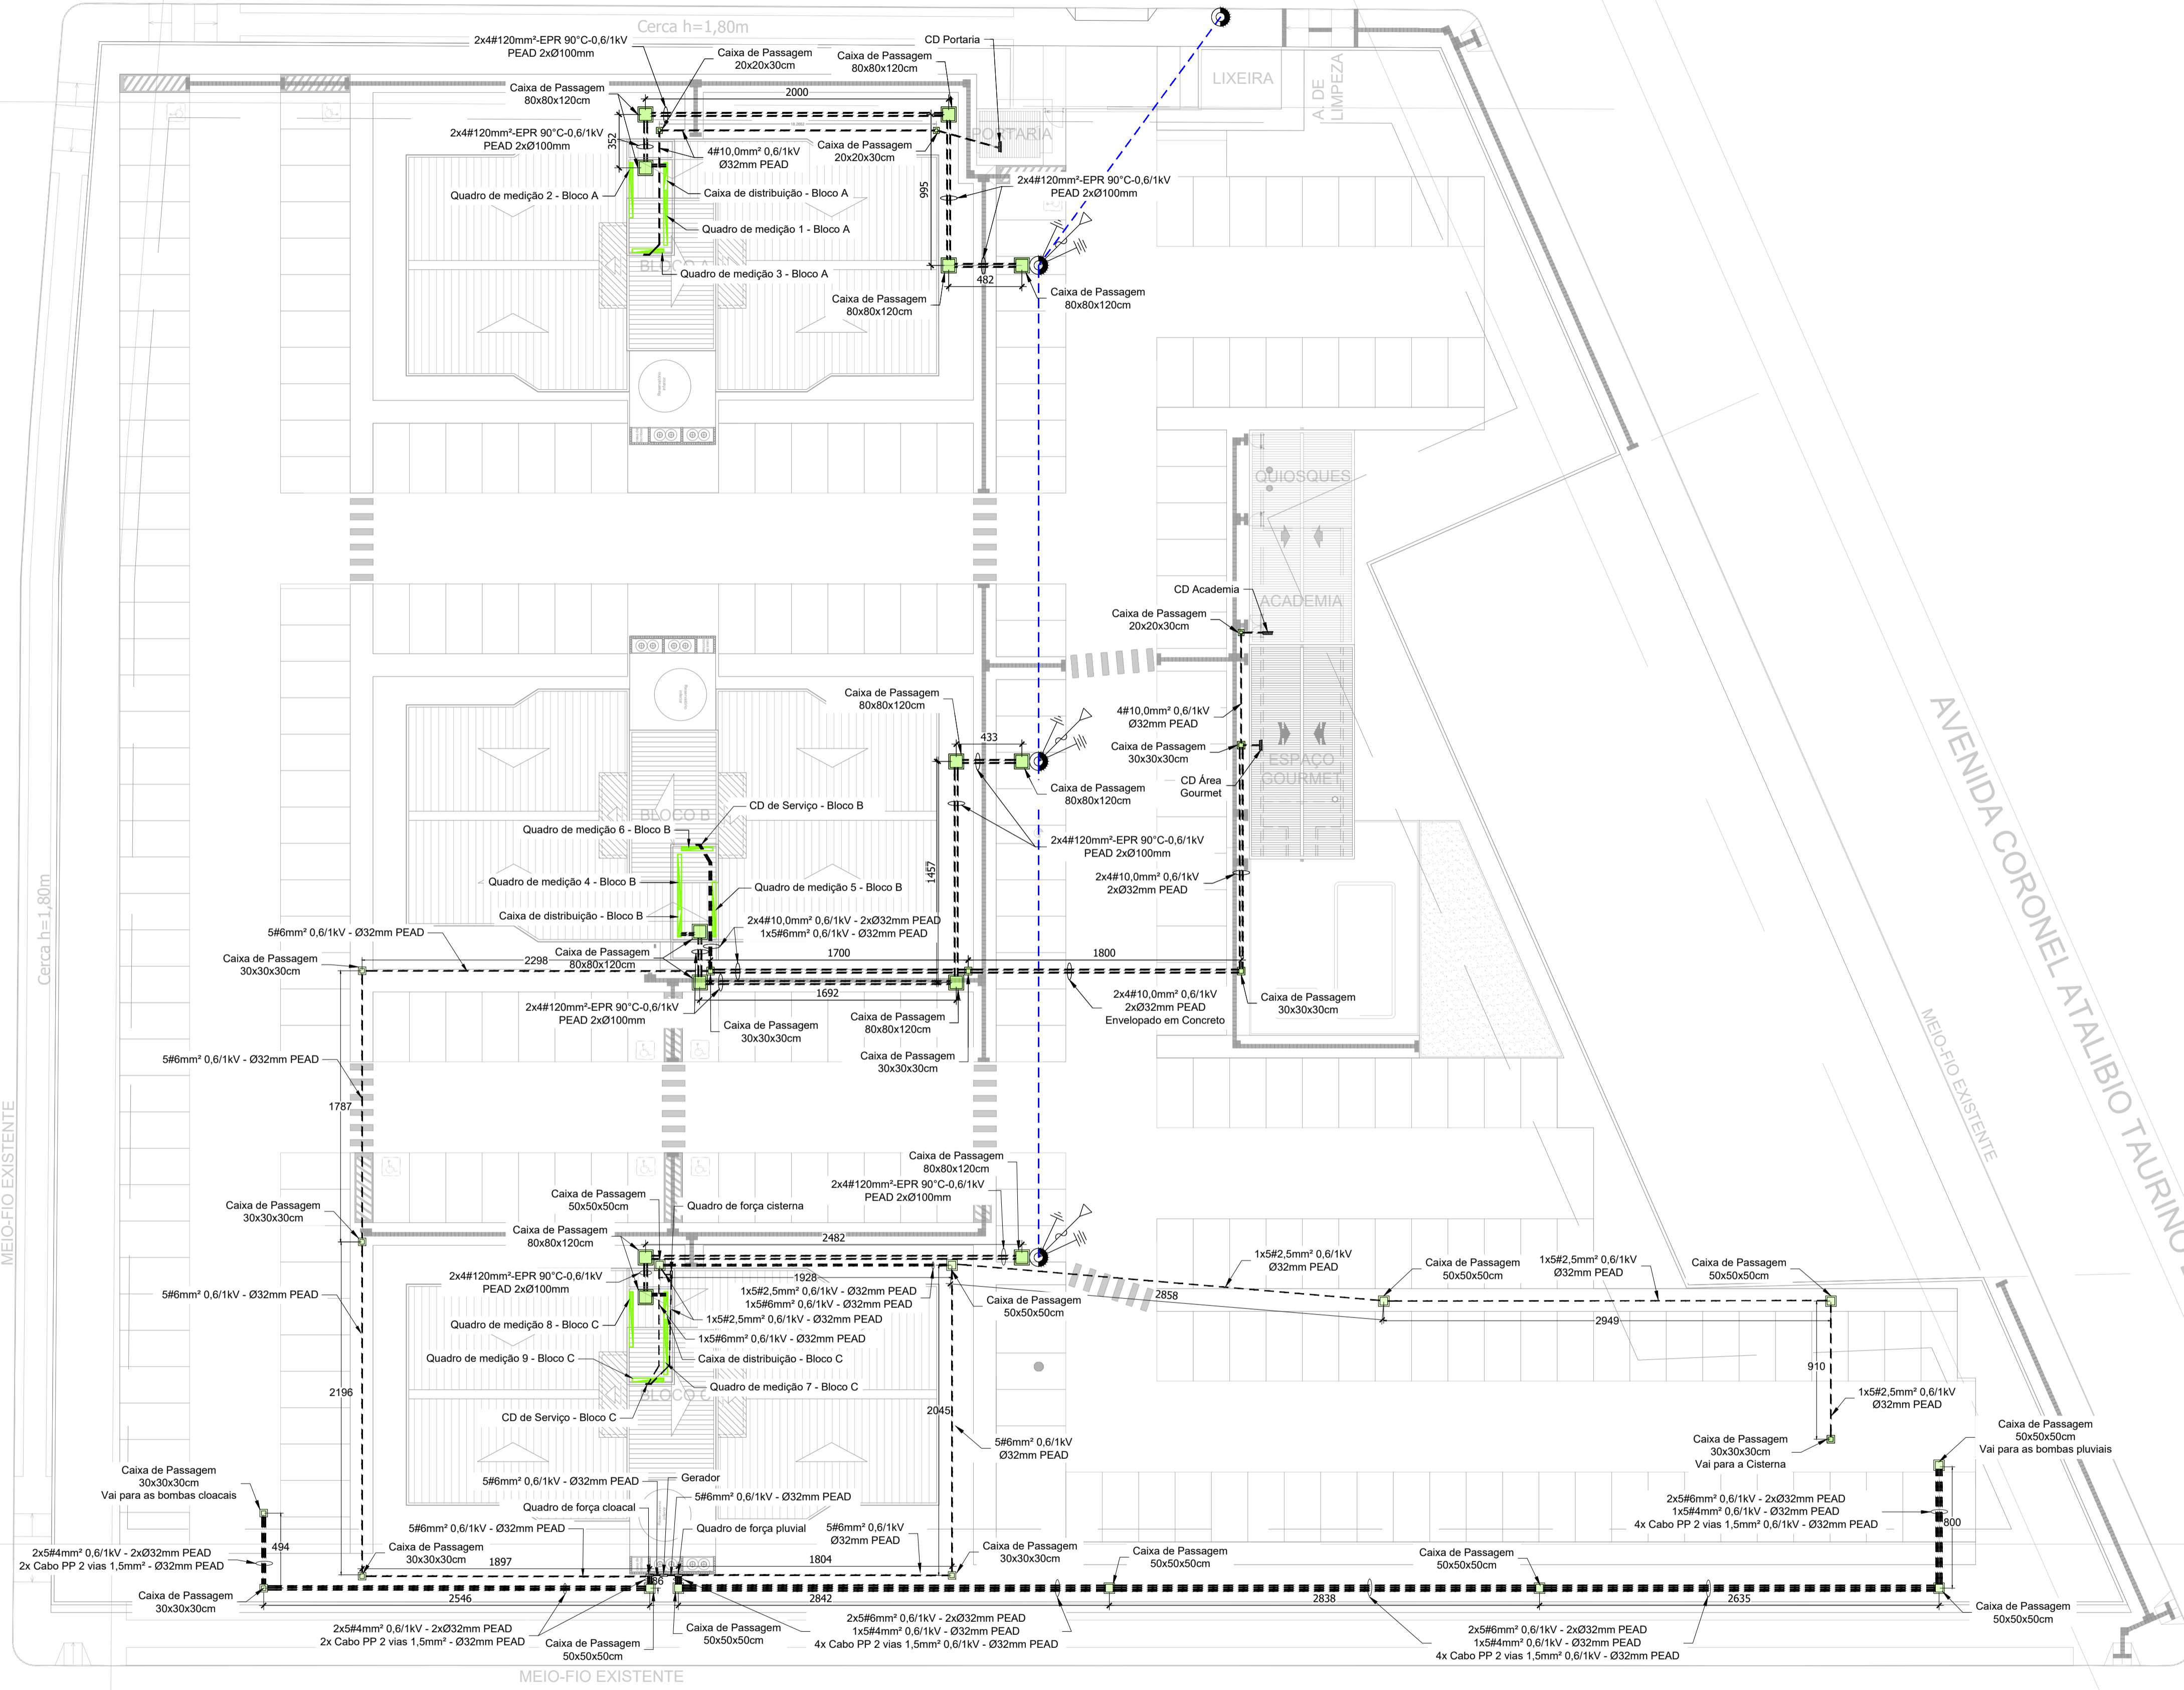 Cerca h=1,80m
2x4#120mm²-EPR 90°C-0,6/1kV
PEAD 2xØ100mm
Caixa de Passagem
20x20x30cm
Caixa de Passagem
80x80x120cm
CD Portaria
LIXEIRA
A. DE
LIMPEZA
Caixa de Passagem
80x80x120cm
2000
2x4#120mm²-EPR 90°C-0,6/1kV
PEAD 2xØ100mm
352
4#10,0mm² 0,6/1kV
Ø32mm PEAD
Caixa de Passagem
20x20x30cm
PORTARIA
Quadro de medição 2 - Bloco A
Caixa de distribuição - Bloco A
995
2x4#120mm²-EPR 90°C-0,6/1kV
PEAD 2xØ100mm
Quadro de medição 1 - Bloco A
BLOCO A
Quadro de medição 3 - Bloco A
482
Caixa de Passagem
80x80x120cm
Caixa de Passagem
80x80x120cm
QUIOSQUES
CD Academia
ACADEMIA
Caixa de Passagem
20x20x30cm
Caixa de Passagem
80x80x120cm
4#10,0mm² 0,6/1kV
Ø32mm PEAD
433
Caixa de Passagem
30x30x30cm
ESPAÇO
GOURMET
CD Área
Gourmet
Caixa de Passagem
80x80x120cm
CD de Serviço - Bloco B
BLOCO B
Quadro de medição 6 - Bloco B
2x4#120mm²-EPR 90°C-0,6/1kV
PEAD 2xØ100mm
1457
Quadro de medição 4 - Bloco B
Quadro de medição 5 - Bloco B
2x4#10,0mm² 0,6/1kV
2xØ32mm PEAD
Caixa de distribuição - Bloco B
2x4#10,0mm² 0,6/1kV - 2xØ32mm PEAD
1x5#6mm² 0,6/1kV - Ø32mm PEAD
5#6mm² 0,6/1kV - Ø32mm PEAD
Caixa de Passagem
30x30x30cm
2298
Caixa de Passagem
80x80x120cm
1700
1800
1692
2x4#120mm²-EPR 90°C-0,6/1kV
PEAD 2xØ100mm
Caixa de Passagem
30x30x30cm
Caixa de Passagem
80x80x120cm
2x4#10,0mm² 0,6/1kV
2xØ32mm PEAD
Envelopado em Concreto
Caixa de Passagem
30x30x30cm
Caixa de Passagem
30x30x30cm
Cerca h=1,80m
AVENIDA CORONEL ATALIBIO TAURINO
MEIO-FIO EXISTENTE
MEIO-FIO EXISTENTE
5#6mm² 0,6/1kV - Ø32mm PEAD
1787
Caixa de Passagem
80x80x120cm
2x4#120mm²-EPR 90°C-0,6/1kV
PEAD 2xØ100mm
Caixa de Passagem
50x50x50cm
Quadro de força cisterna
Caixa de Passagem
30x30x30cm
Caixa de Passagem
80x80x120cm
2482
1x5#2,5mm² 0,6/1kV
Ø32mm PEAD
Caixa de Passagem
50x50x50cm
1x5#2,5mm² 0,6/1kV
Ø32mm PEAD
Caixa de Passagem
50x50x50cm
2x4#120mm²-EPR 90°C-0,6/1kV
PEAD 2xØ100mm
1928
1x5#2,5mm² 0,6/1kV - Ø32mm PEAD
1x5#6mm² 0,6/1kV - Ø32mm PEAD
Caixa de Passagem
50x50x50cm
2858
2949
5#6mm² 0,6/1kV - Ø32mm PEAD
Quadro de medição 8 - Bloco C
1x5#2,5mm² 0,6/1kV - Ø32mm PEAD
1x5#6mm² 0,6/1kV - Ø32mm PEAD
Quadro de medição 9 - Bloco C
Caixa de distribuição - Bloco C
Quadro de medição 7 - Bloco C
BLOCO C
910
2196
1x5#2,5mm² 0,6/1kV
Ø32mm PEAD
CD de Serviço - Bloco C
2045
5#6mm² 0,6/1kV
Ø32mm PEAD
Caixa de Passagem
30x30x30cm
Vai para a Cisterna
Caixa de Passagem
50x50x50cm
Vai para as bombas pluviais
Caixa de Passagem
30x30x30cm
Vai para as bombas cloacais
5#6mm² 0,6/1kV - Ø32mm PEAD
Gerador
5#6mm² 0,6/1kV - Ø32mm PEAD
Quadro de força cloacal
Quadro de força pluvial
5#6mm² 0,6/1kV - Ø32mm PEAD
5#6mm² 0,6/1kV
Ø32mm PEAD
2x5#6mm² 0,6/1kV - 2xØ32mm PEAD
1x5#4mm² 0,6/1kV - Ø32mm PEAD
4x Cabo PP 2 vias 1,5mm² 0,6/1kV - Ø32mm PEAD
800
494
2x5#4mm² 0,6/1kV - 2xØ32mm PEAD
2x Cabo PP 2 vias 1,5mm² - Ø32mm PEAD
Caixa de Passagem
30x30x30cm
1897
1804
Caixa de Passagem
30x30x30cm
Caixa de Passagem
50x50x50cm
Caixa de Passagem
50x50x50cm
86
Caixa de Passagem
30x30x30cm
2546
2842
2838
2635
Caixa de Passagem
50x50x50cm
2x5#4mm² 0,6/1kV - 2xØ32mm PEAD
2x Cabo PP 2 vias 1,5mm² - Ø32mm PEAD
Caixa de Passagem
50x50x50cm
Caixa de Passagem
50x50x50cm
2x5#6mm² 0,6/1kV - 2xØ32mm PEAD
1x5#4mm² 0,6/1kV - Ø32mm PEAD
4x Cabo PP 2 vias 1,5mm² 0,6/1kV - Ø32mm PEAD
2x5#6mm² 0,6/1kV - 2xØ32mm PEAD
1x5#4mm² 0,6/1kV - Ø32mm PEAD
4x Cabo PP 2 vias 1,5mm² 0,6/1kV - Ø32mm PEAD
MEIO-FIO EXISTENTE